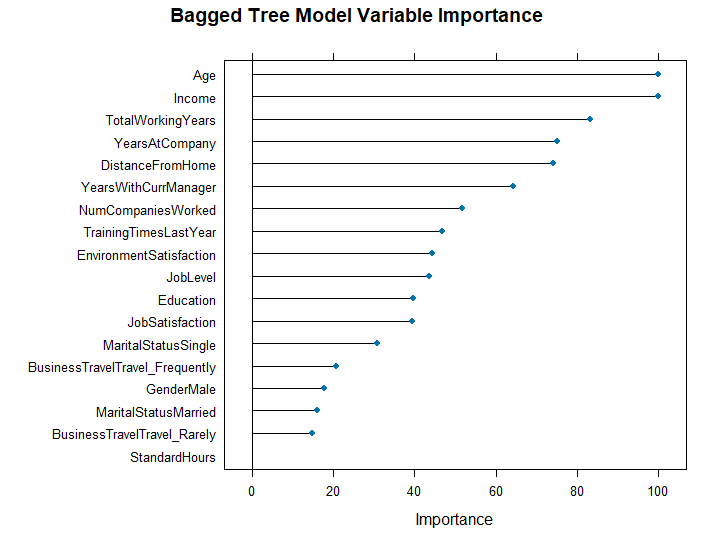 Bagged Tree Model Variable Importance
Age
Income
TotalWorkingYears
YearsAtCompany
DistanceFromHome
YearsWithCurrManager
NumCompaniesWorked
TrainingTimesLastYear
EnvironmentSatisfaction
JobLevel
Education
JobSatisfaction
MaritalStatusSingle
BusinessTravelTravel_Frequently
GenderMale
MaritalStatusMarried
BusinessTravelTravel_Rarely
StandardHours
0 20 40 60 80 100
Importance